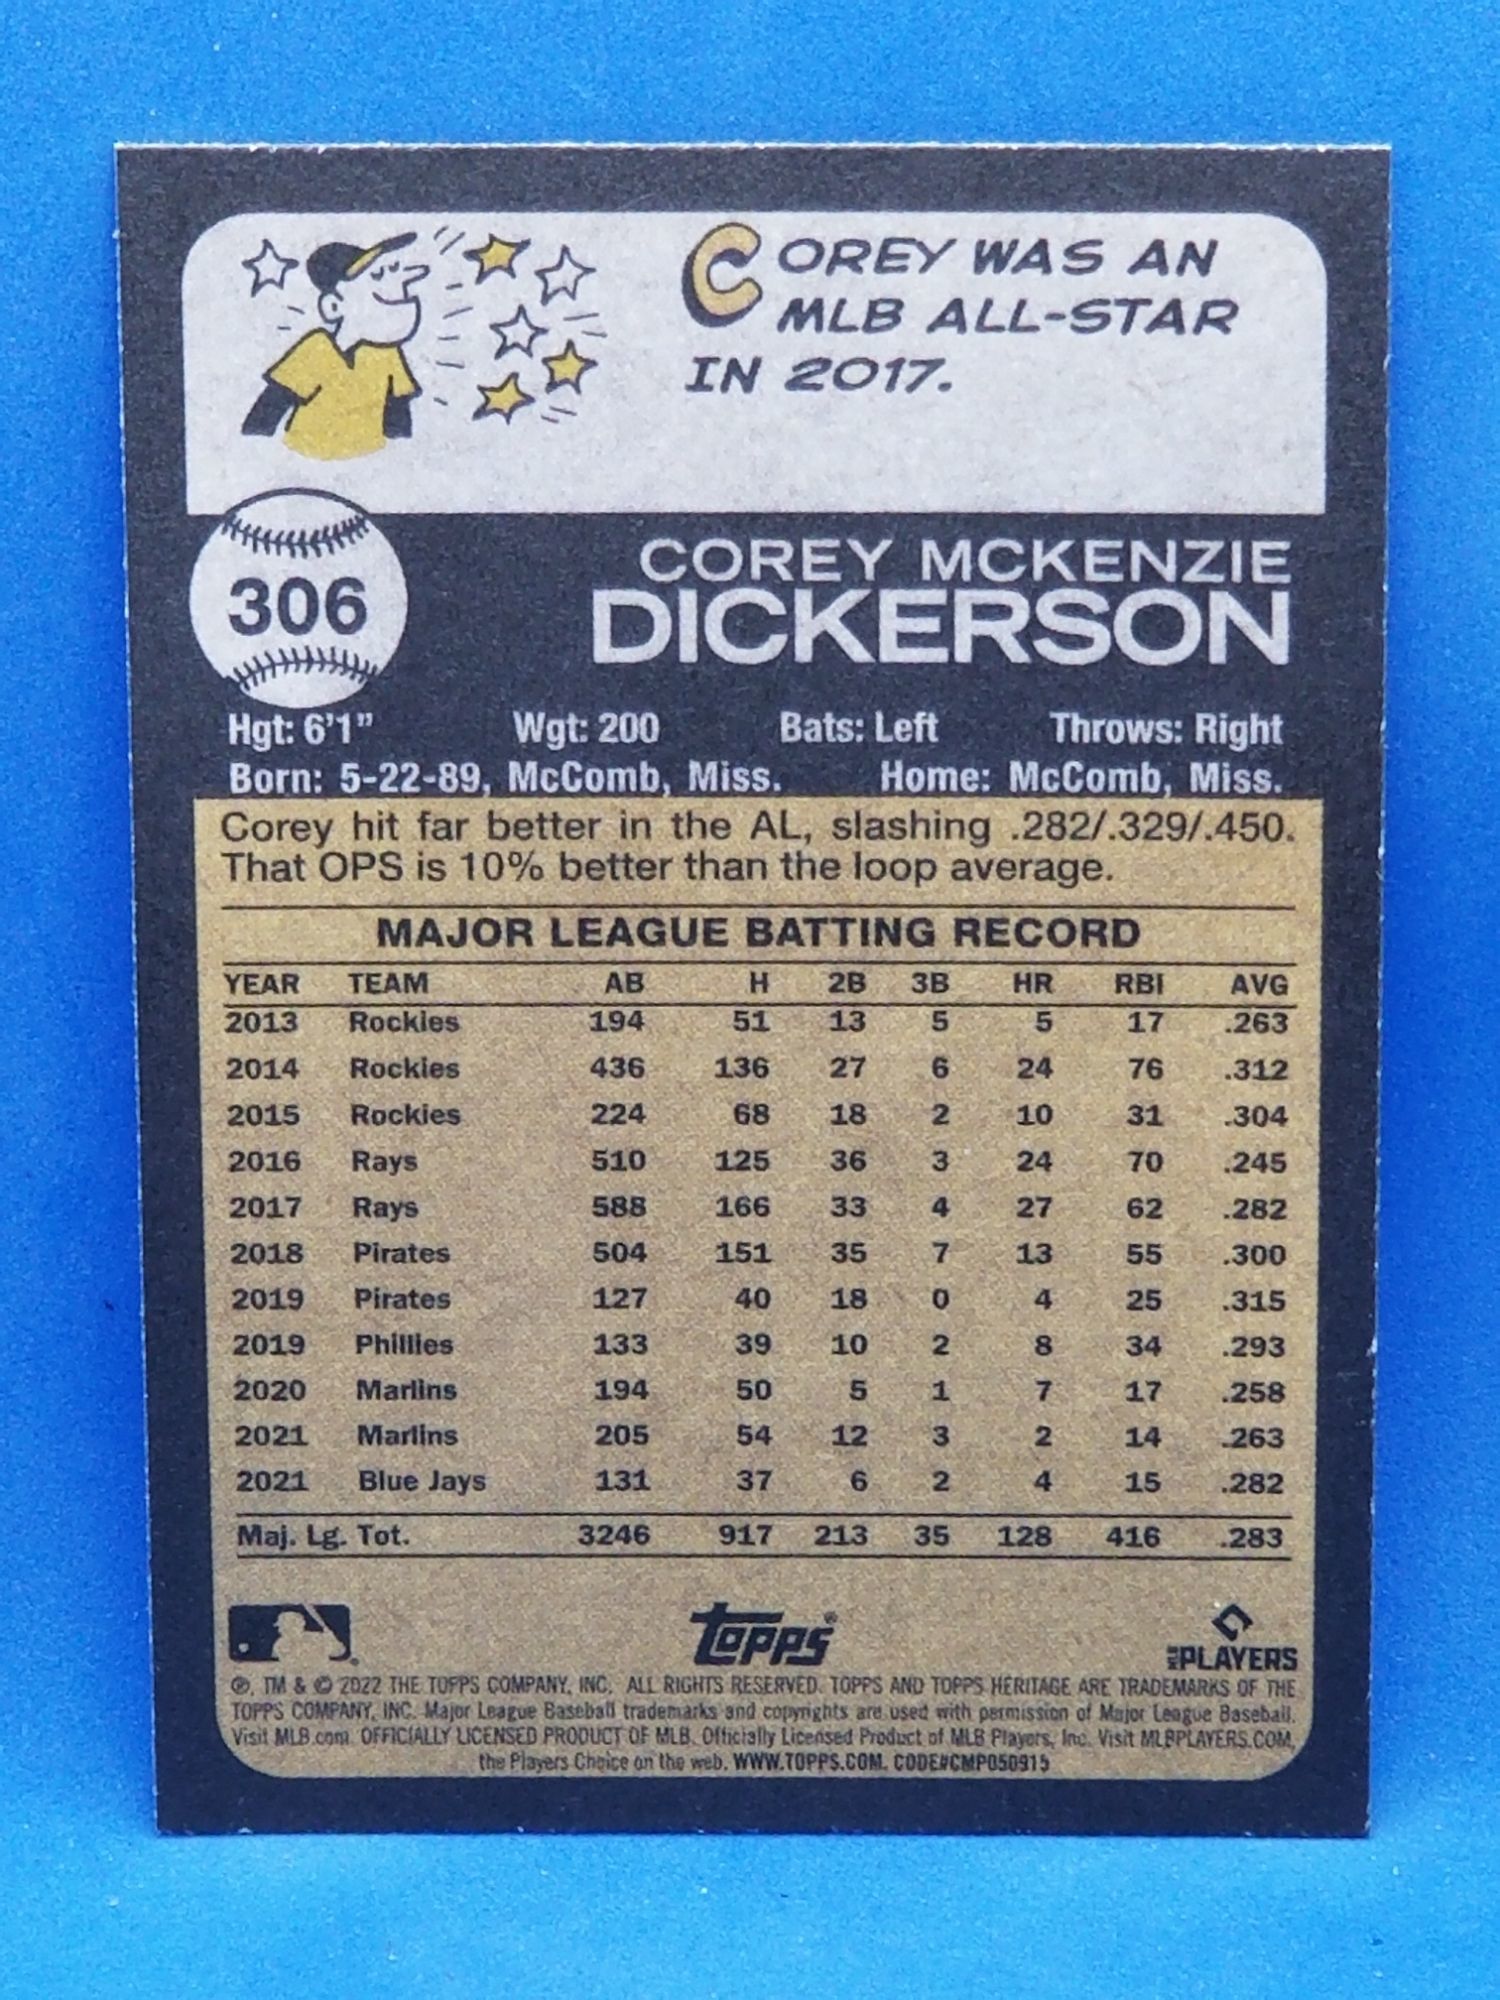 COREY WAS AN
MLB ALL-STAR
IN 2017.
306
COREY MCKENZIE
DICKERSON
Hgt: 6'1" Wgt: 200 Bats: Left Throws: Right
Born: 5-22-89, McComb, Miss. Home: McComb, Miss.
Corey hit far better in the AL, slashing .282/.329/.450.
That OPS is 10% better than the loop average.
MAJOR LEAGUE BATTING RECORD
YEAR TEAM AB H 2B 3B HR RBI AVG
2013 Rockies 194 51 13 5 5 17 .263
2014 Rockies 436 136 27 6 24 76 .312
2015 Rockies 224 68 18 2 10 31 .304
2016 Rays 510 125 36 3 24 70 .245
2017 Rays 588 166 33 4 27 62 .282
2018 Pirates 504 151 35 7 13 55 .300
2019 Pirates 127 40 18 0 4 25 .315
2019 Phillies 133 39 10 2 8 34 .293
2020 Marlins 194 50 5 1 7 17 .258
2021 Marlins 205 54 12 3 2 14 .263
2021 Blue Jays 131 37 6 2 4 15 .282
Maj. Lg. Tot. 3246 917 213 35 128 416 .283
Topps® MLB PLAYERS
®, TM & © 2022 THE TOPPS COMPANY, INC. ALL RIGHTS RESERVED. TOPPS AND TOPPS HERITAGE ARE TRADEMARKS OF THE
TOPPS COMPANY, INC. Major League Baseball trademarks and copyrights are used with permission of Major League Baseball.
Visit MLB.com. OFFICIALLY LICENSED PRODUCT OF MLB. Officially Licensed Product of MLB Players, Inc. Visit MLBPLAYERS.COM,
the Players Choice on the web. WWW.TOPPS.COM. CODE#CMP050915